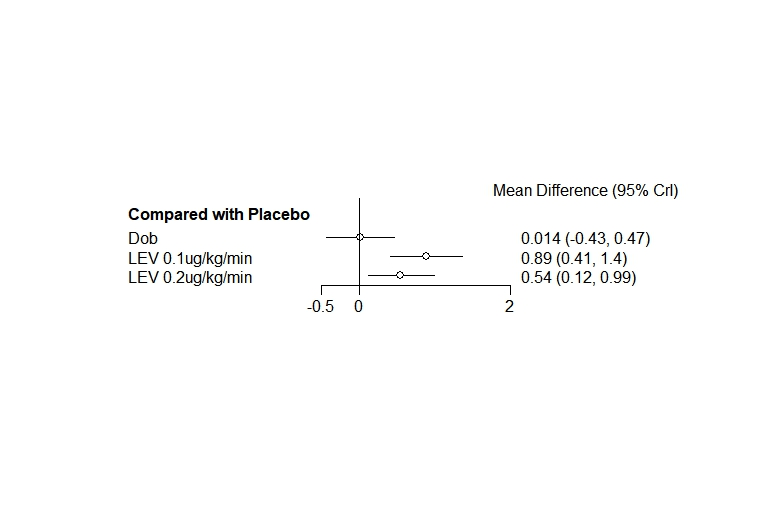 Mean Difference (95% CrI)
Compared with Placebo
Dob 0.014 (-0.43, 0.47)
LEV 0.1ug/kg/min 0.89 (0.41, 1.4)
LEV 0.2ug/kg/min 0.54 (0.12, 0.99)
-0.5 0 2